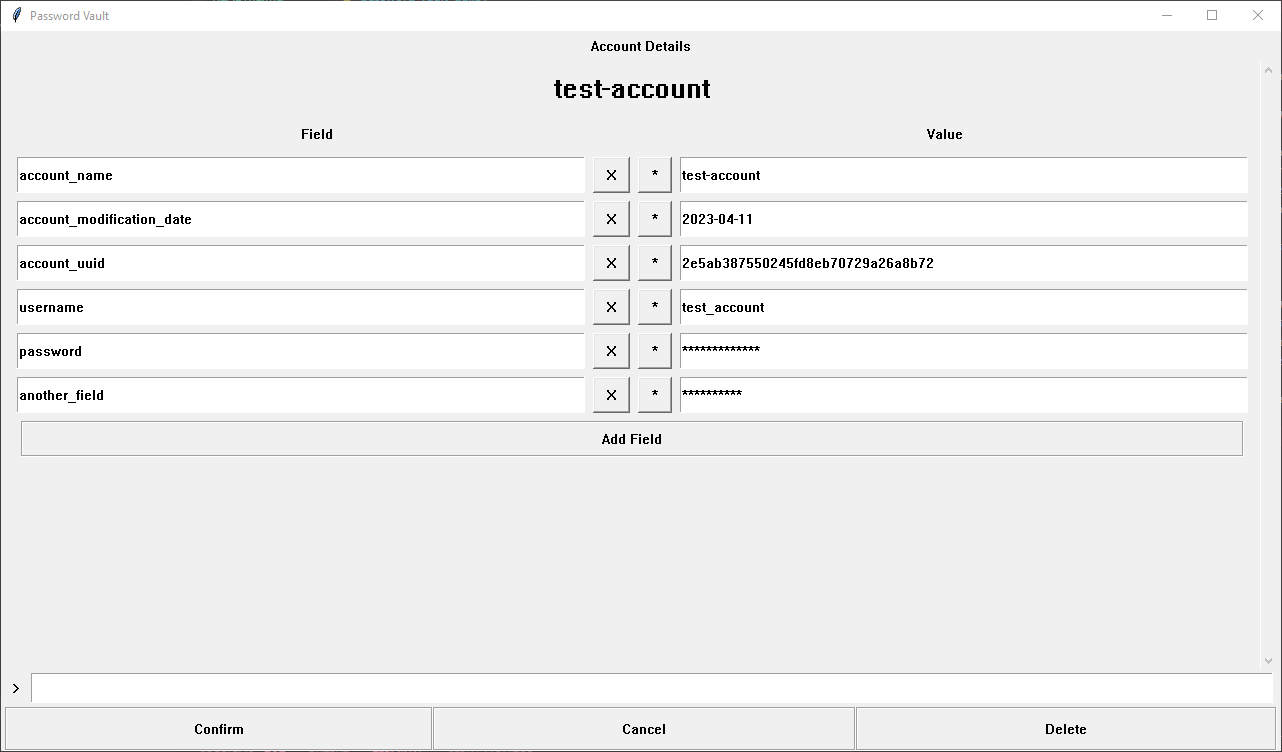 Password Vault
Account Details
test-account
Field Value
account_name X * test-account
account_modification_date X * 2023-04-11
account_uuid X * 2e5ab387550245fd8eb70729a26a8b72
username X * test_account
password X * *************
another_field X * **********
Add Field
>
Confirm Cancel Delete